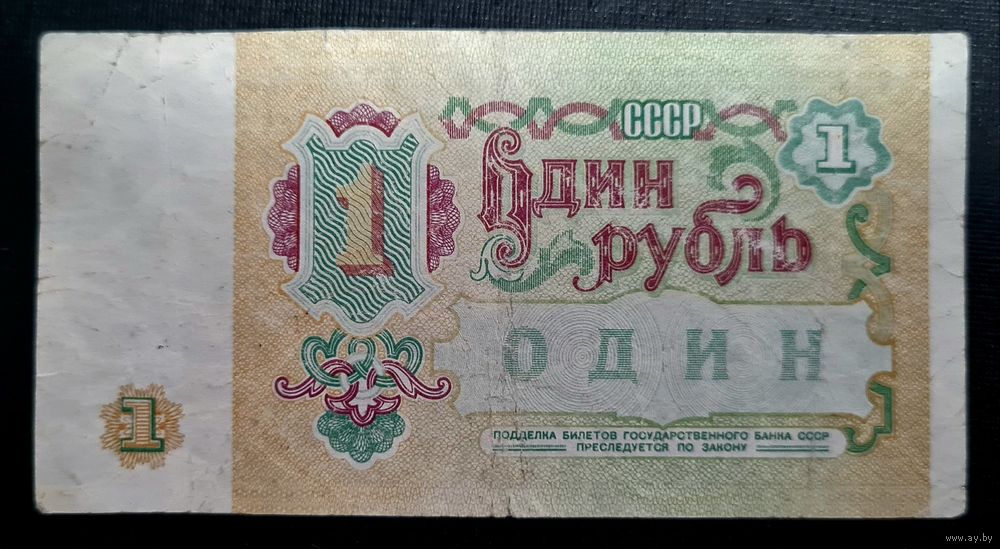 СССР
1
1
Один
рубль
ОДИН
ПОДДЕЛКА БИЛЕТОВ ГОСУДАРСТВЕННОГО БАНКА СССР
ПРЕСЛЕДУЕТСЯ ПО ЗАКОНУ
1
www.ay.by